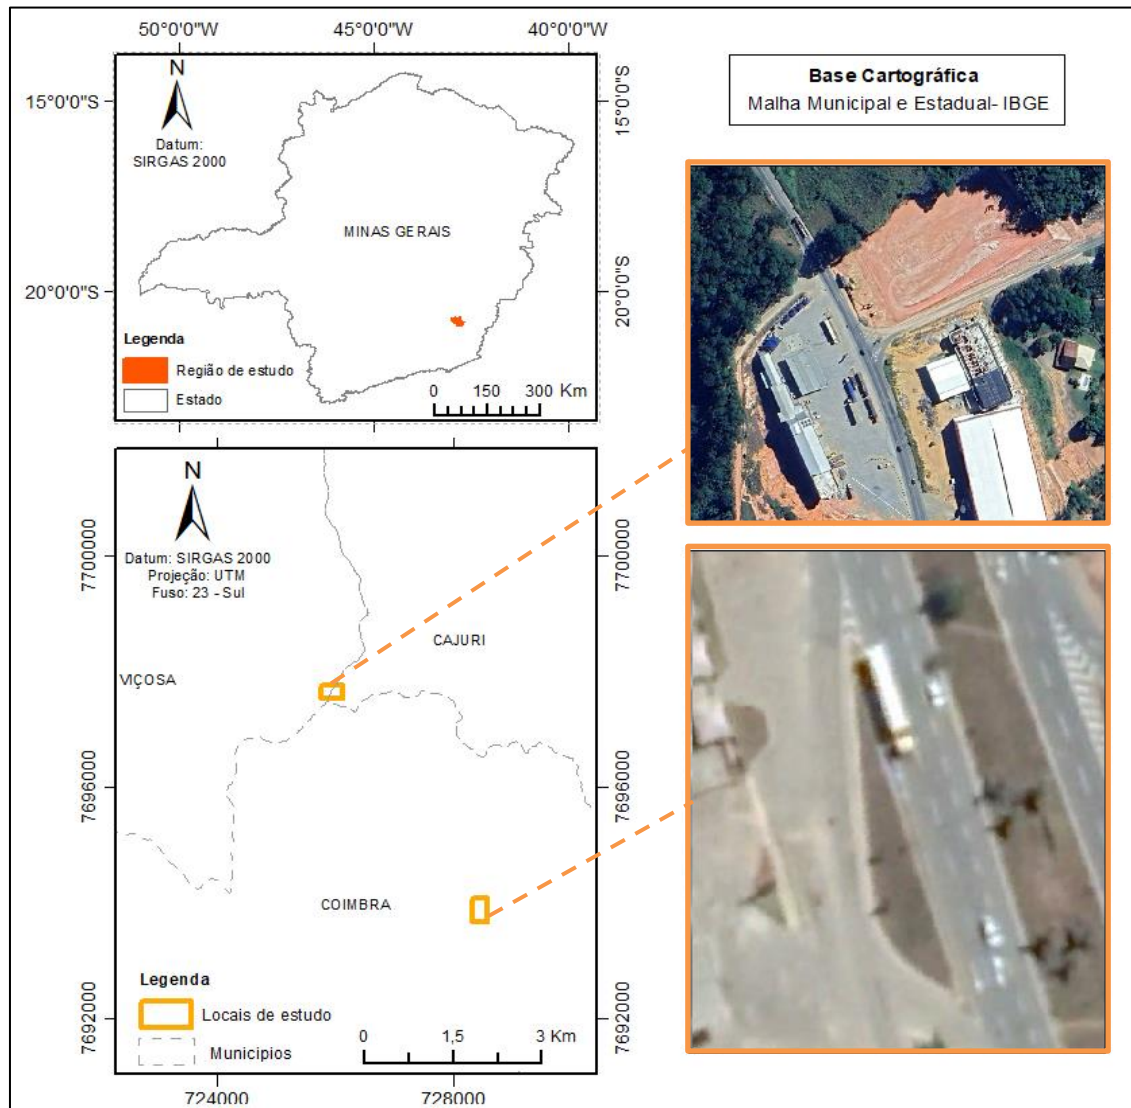 50°0'0"W
45°0'0"W
40°0'0"W
15°0'0"S
15°0'0"S
20°0'0"S
20°0'0"S
N
Datum:
SIRGAS 2000
MINAS GERAIS
Legenda
Região de estudo
Estado
0 150 300 Km
Base Cartográfica
Malha Municipal e Estadual- IBGE
N
Datum: SIRGAS 2000
Projeção: UTM
Fuso: 23 - Sul
7700000
7700000
CAJURI
VIÇOSA
7696000
7696000
COIMBRA
Legenda
Locais de estudo
Municipios
0 1,5 3 Km
7692000
7692000
724000
728000